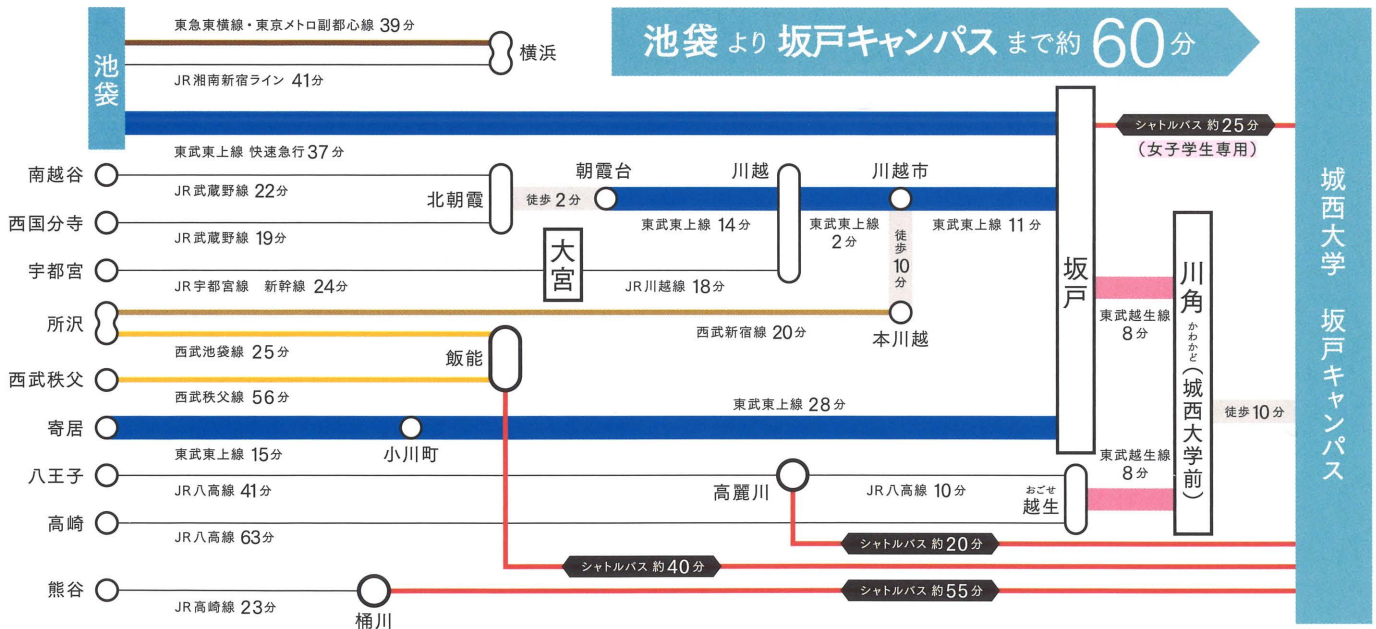 池袋より坂戸キャンパスまで約60分
東急東横線・東京メトロ副都心線 39分
池袋
横浜
JR湘南新宿ライン 41分
東武東上線 快速急行37分
シャトルバス 約25分
(女子学生専用)
南越谷
JR武蔵野線 22分
北朝霞
徒歩 2分
朝霞台
東武東上線 14分
川越
東武東上線
2分
川越市
東武東上線 11分
西国分寺
JR武蔵野線 19分
徒歩10分
宇都宮
JR宇都宮線 新幹線 24分
大宮
JR川越線 18分
坂戸
東武越生線
8分
川角
かわかど
(城西大学前)
徒歩10分
城西大学 坂戸キャンパス
所沢
西武新宿線 20分
本川越
西武池袋線 25分
飯能
西武秩父
西武秩父線 56分
寄居
東武東上線 28分
東武東上線 15分
小川町
八王子
JR八高線 41分
高麗川
JR八高線 10分
おごせ
越生
東武越生線
8分
高崎
JR八高線 63分
シャトルバス 約20分
シャトルバス 約40分
熊谷
JR高崎線 23分
桶川
シャトルバス 約55分